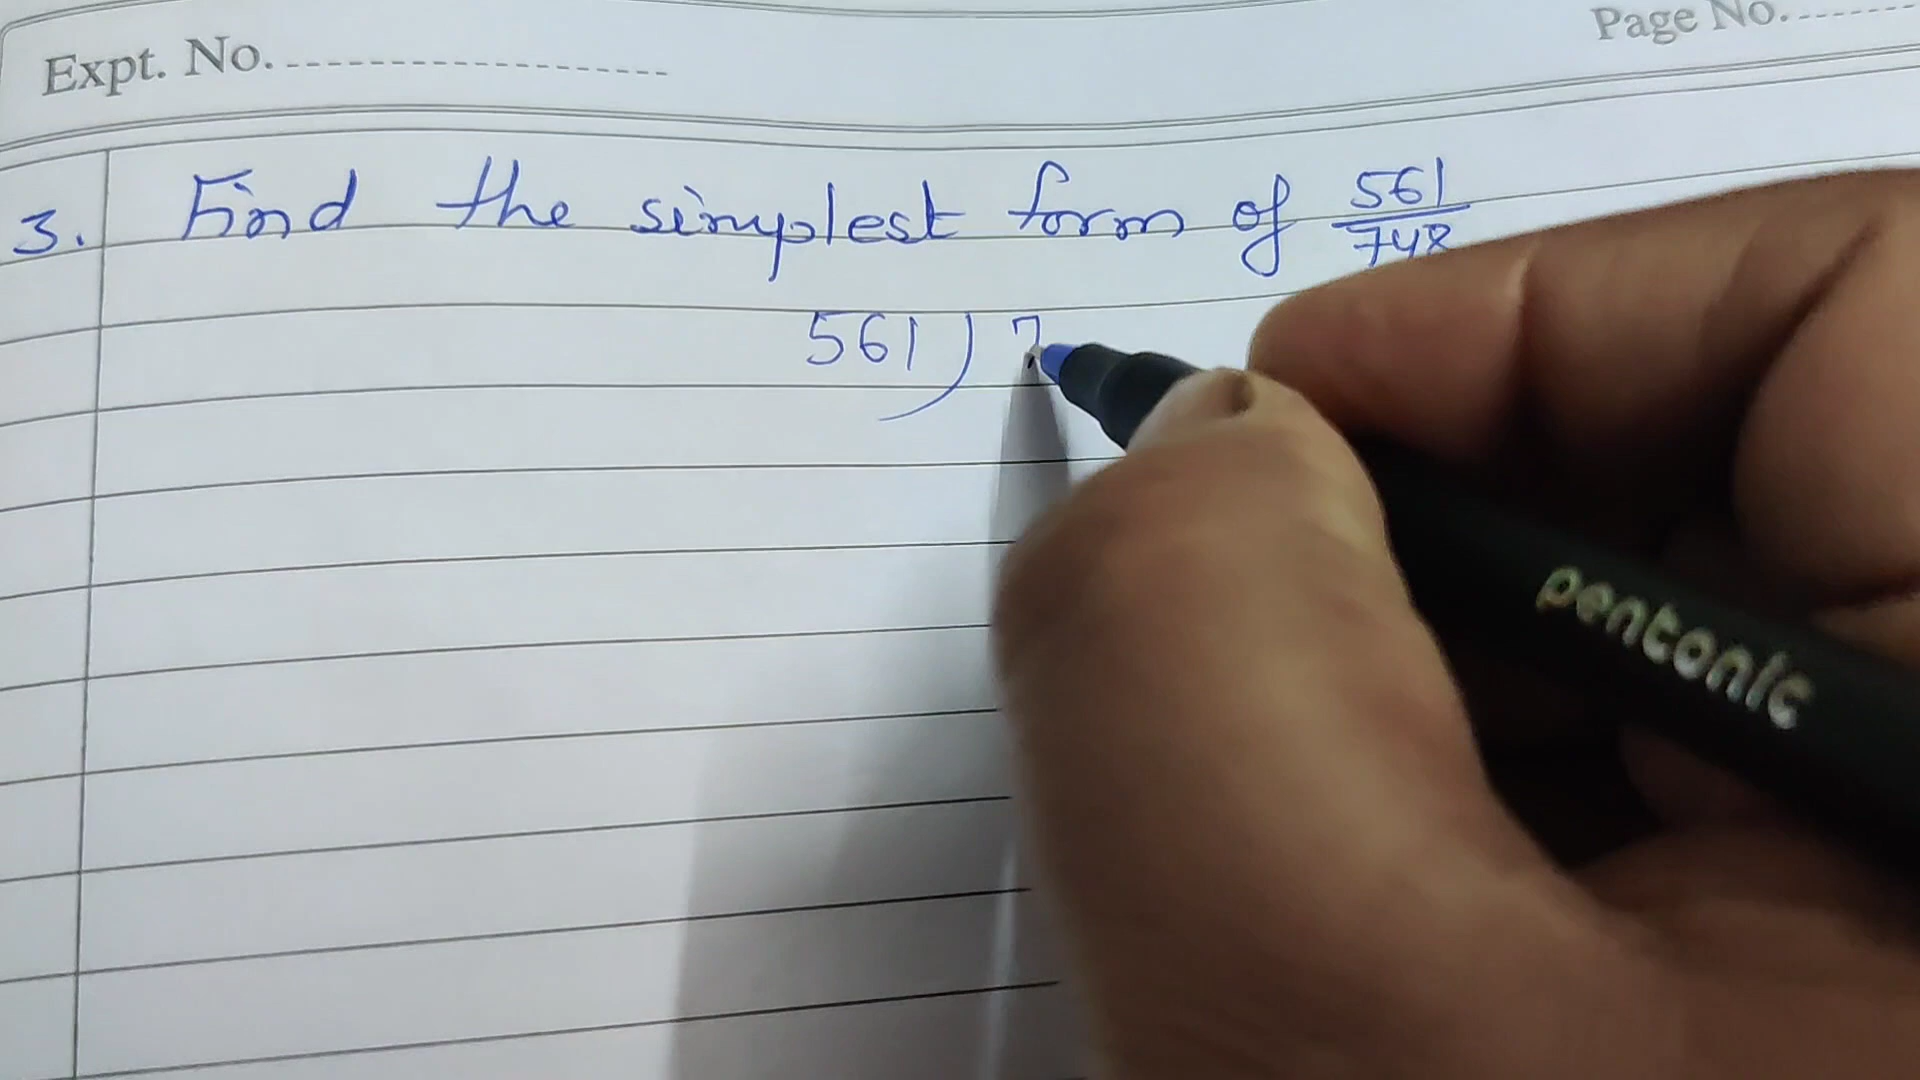 Expt. No.
Page No.
3. Find the simplest form of 561/748
561) 7
pentonic